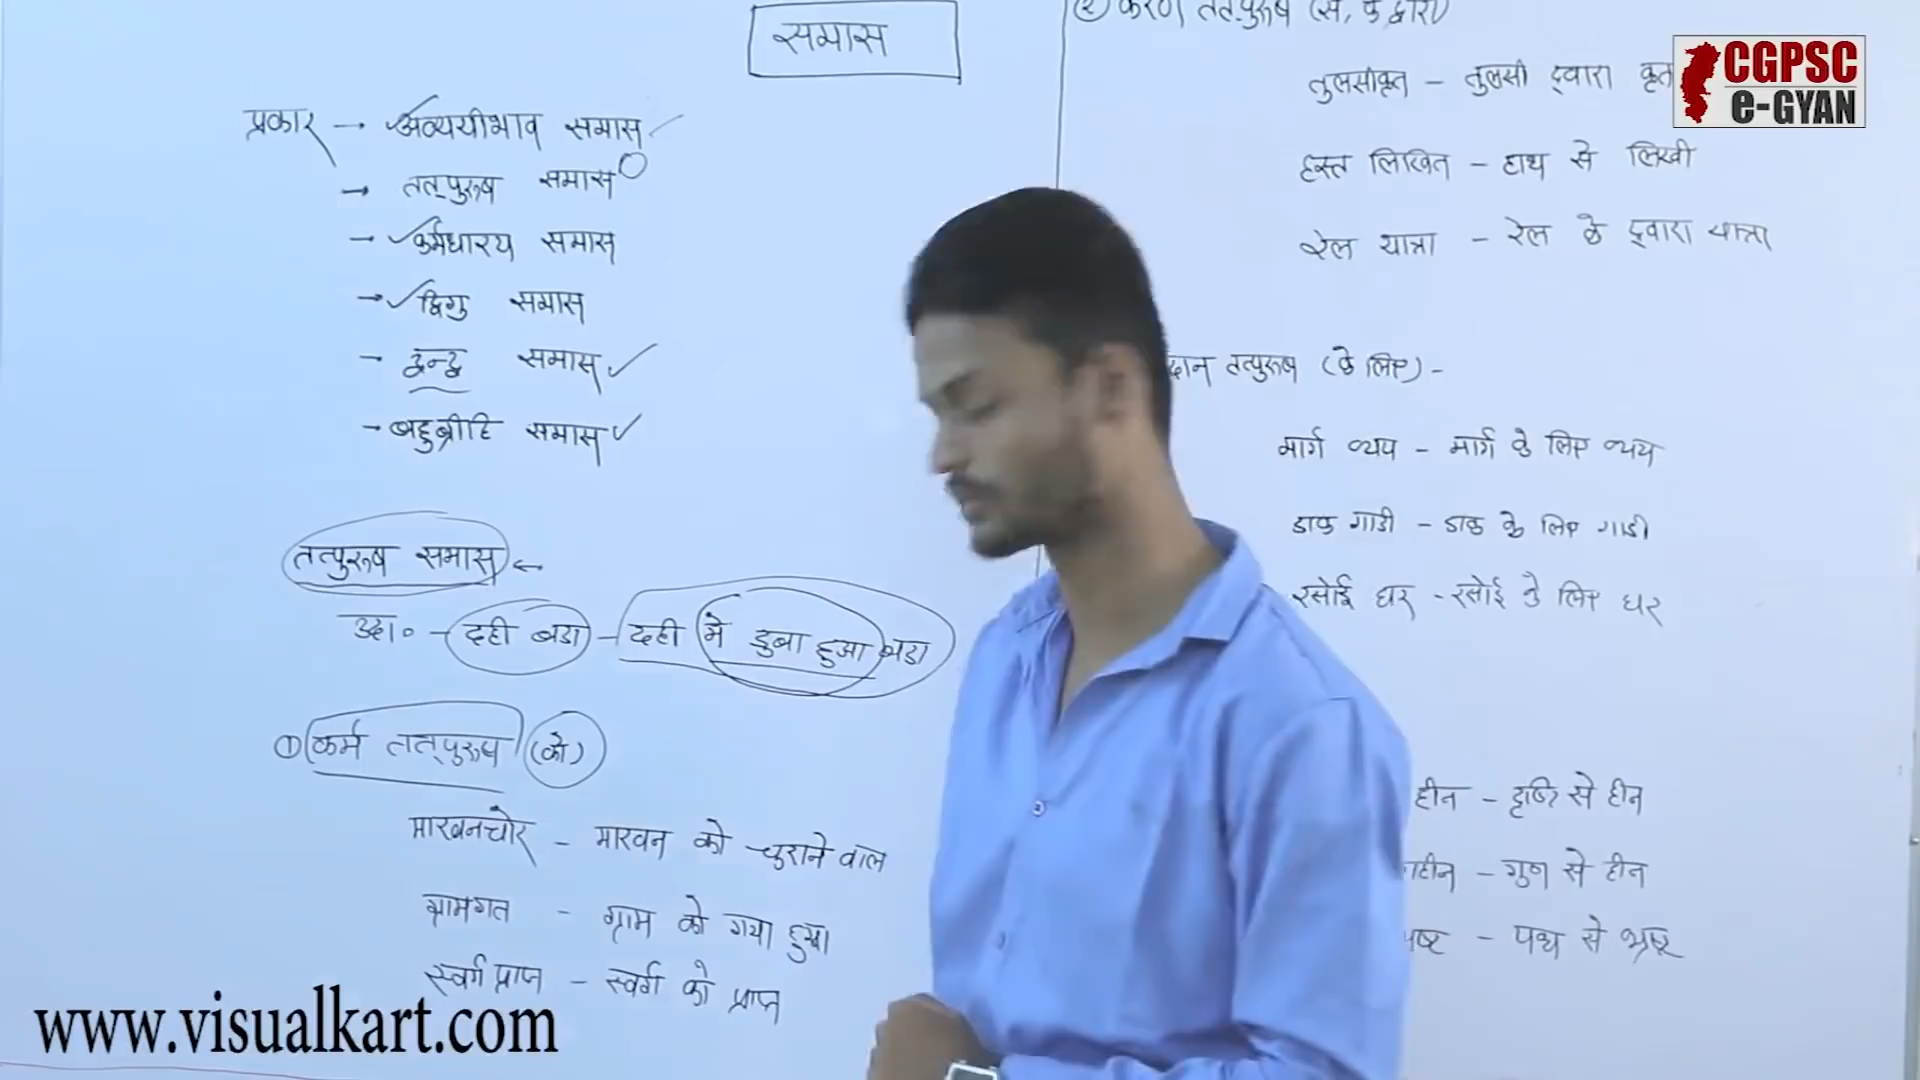 समास
प्रकार → अव्ययीभाव समास
→ तत्पुरूष समास
→ कर्मधारय समास
→ द्विगु समास
→ द्वन्द्व समास
→ बहुब्रीहि समास
तत्पुरूष समास ←
उदा॰ - दही बडा - दही में डुबा हुआ बडा
① कर्म तत्पुरूष (को)
माखनचोर - माखन को चुराने वाल
ग्रामगत - ग्राम को गया हुआ
स्वर्ग प्राप्त - स्वर्ग को प्राप्त
② करण तत्पुरूष (से, के द्वारा)
तुलसीकृत - तुलसी द्वारा कृत
हस्त लिखित - हाथ से लिखी
रेल यात्रा - रेल के द्वारा यात्रा
दान तत्पुरूष (के लिए) -
मार्ग व्यय - मार्ग के लिए व्यय
डाक गाडी - डाक के लिए गाडी
रसोई घर - रसोई के लिए घर
हीन - दृष्टि से हीन
हीन - गुण से हीन
भ्रष्ट - पथ से भ्रष्ट
CGPSC
e-GYAN
www.visualkart.com